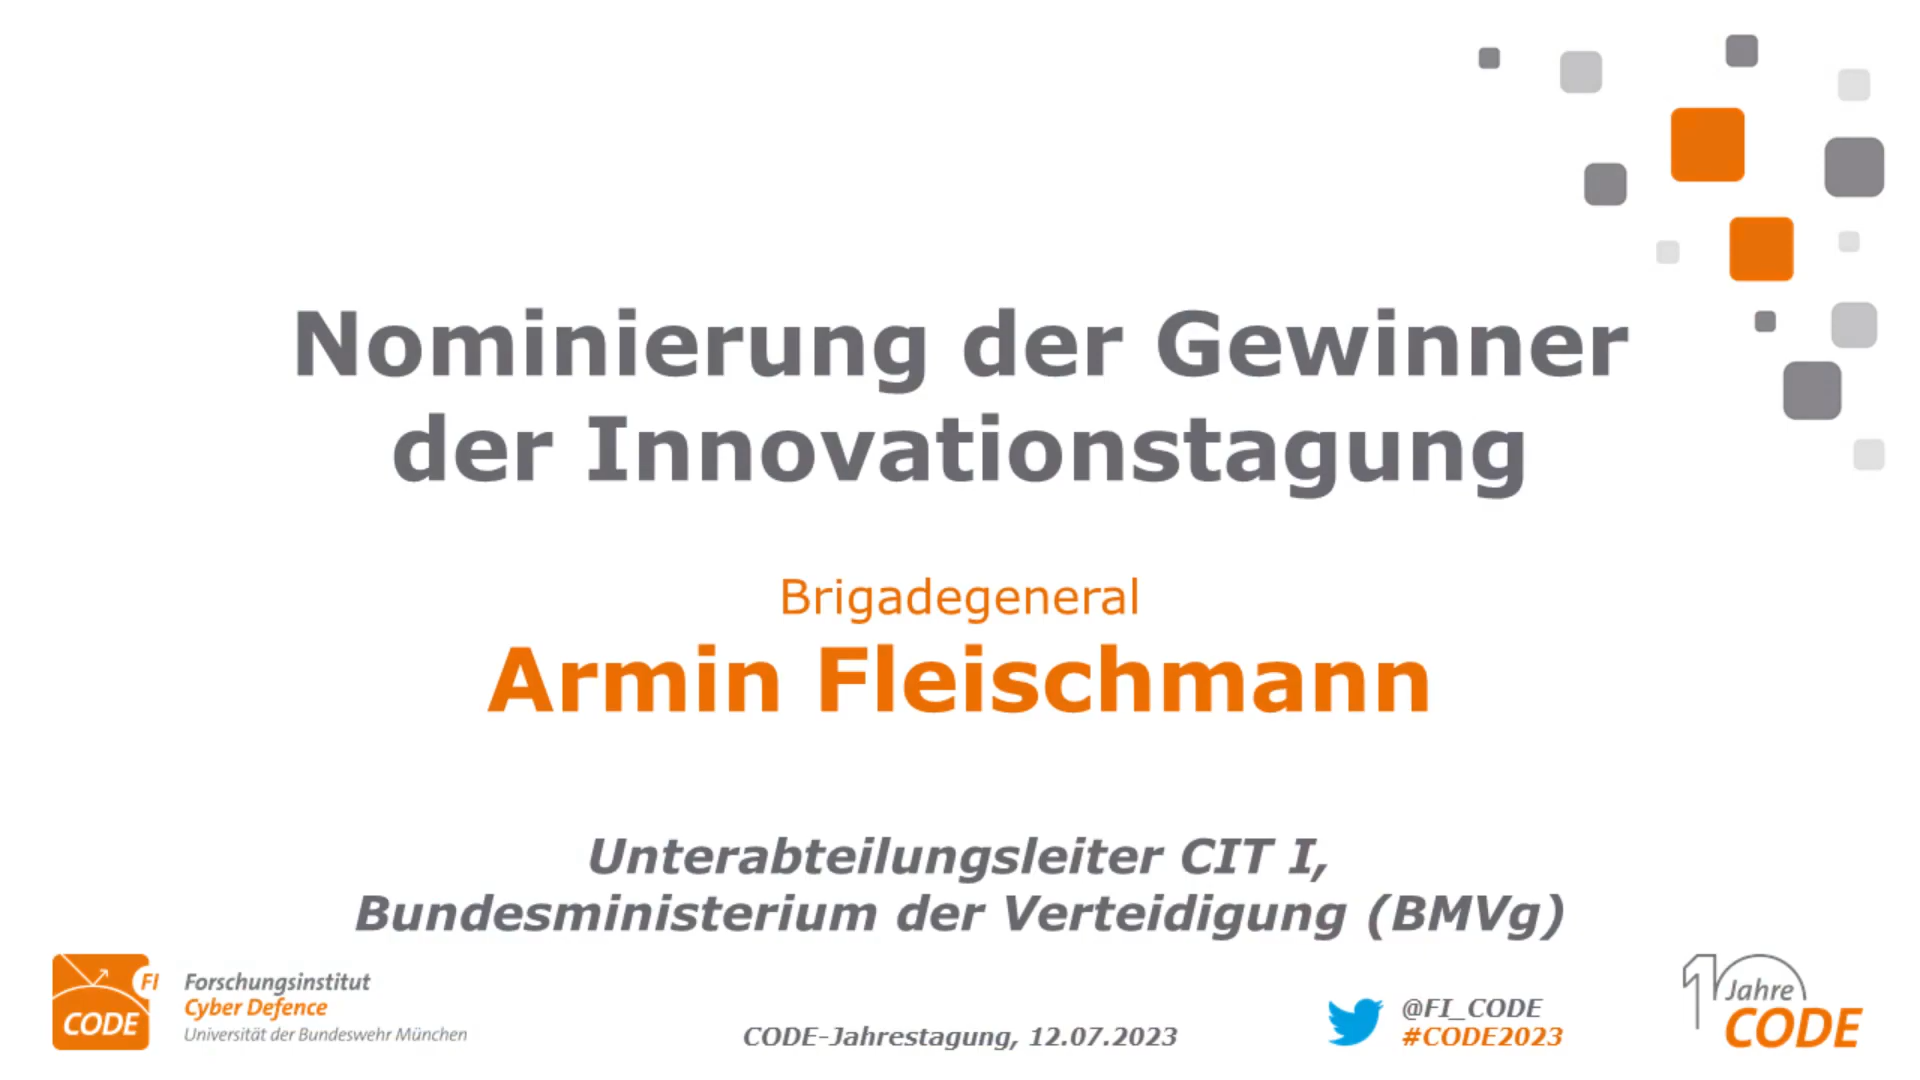 Nominierung der Gewinner
der Innovationstagung
Brigadegeneral
Armin Fleischmann
Unterabteilungsleiter CIT I,
Bundesministerium der Verteidigung (BMVg)
FI
CODE
Forschungsinstitut
Cyber Defence
Universität der Bundeswehr München
CODE-Jahrestagung, 12.07.2023
@FI_CODE
#CODE2023
10 Jahre
CODE